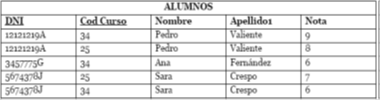 ALUMNOS
DNI Cod Curso Nombre Apellido1 Nota
12121219A 34 Pedro Valiente 9
12121219A 25 Pedro Valiente 8
3457775G 34 Ana Fernández 6
5674378J 25 Sara Crespo 7
5674378J 34 Sara Crespo 6